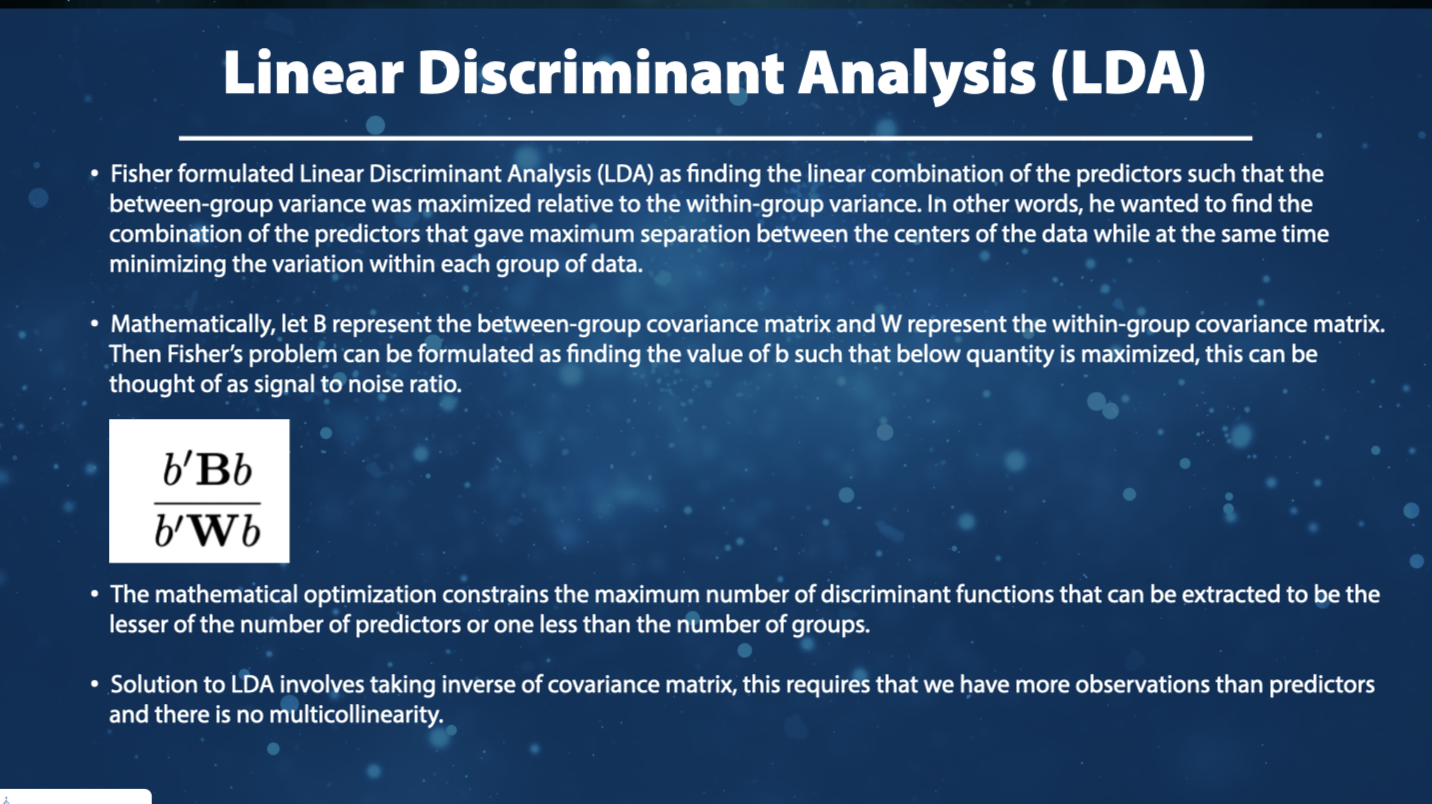 Linear Discriminant Analysis (LDA)
• Fisher formulated Linear Discriminant Analysis (LDA) as finding the linear combination of the predictors such that the
between-group variance was maximized relative to the within-group variance. In other words, he wanted to find the
combination of the predictors that gave maximum separation between the centers of the data while at the same time
minimizing the variation within each group of data.
• Mathematically, let B represent the between-group covariance matrix and W represent the within-group covariance matrix.
Then Fisher’s problem can be formulated as finding the value of b such that below quantity is maximized, this can be
thought of as signal to noise ratio.
b′Bb
b′Wb
• The mathematical optimization constrains the maximum number of discriminant functions that can be extracted to be the
lesser of the number of predictors or one less than the number of groups.
• Solution to LDA involves taking inverse of covariance matrix, this requires that we have more observations than predictors
and there is no multicollinearity.